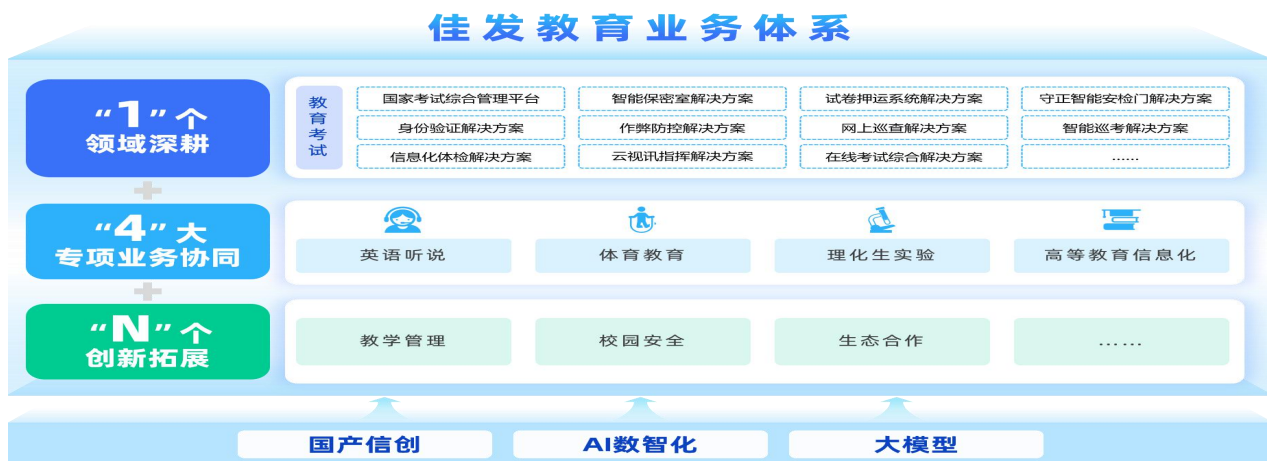 佳发教育业务体系
“1”个
领域深耕
教育考试
国家考试综合管理平台
智能保密室解决方案
试卷押运系统解决方案
守正智能安检门解决方案
身份验证解决方案
作弊防控解决方案
网上巡查解决方案
智能巡考解决方案
信息化体检解决方案
云视讯指挥解决方案
在线考试综合解决方案
……
“4”大
专项业务协同
英语听说
体育教育
理化生实验
高等教育信息化
“N”个
创新拓展
教学管理
校园安全
生态合作
……
国产信创
AI数智化
大模型